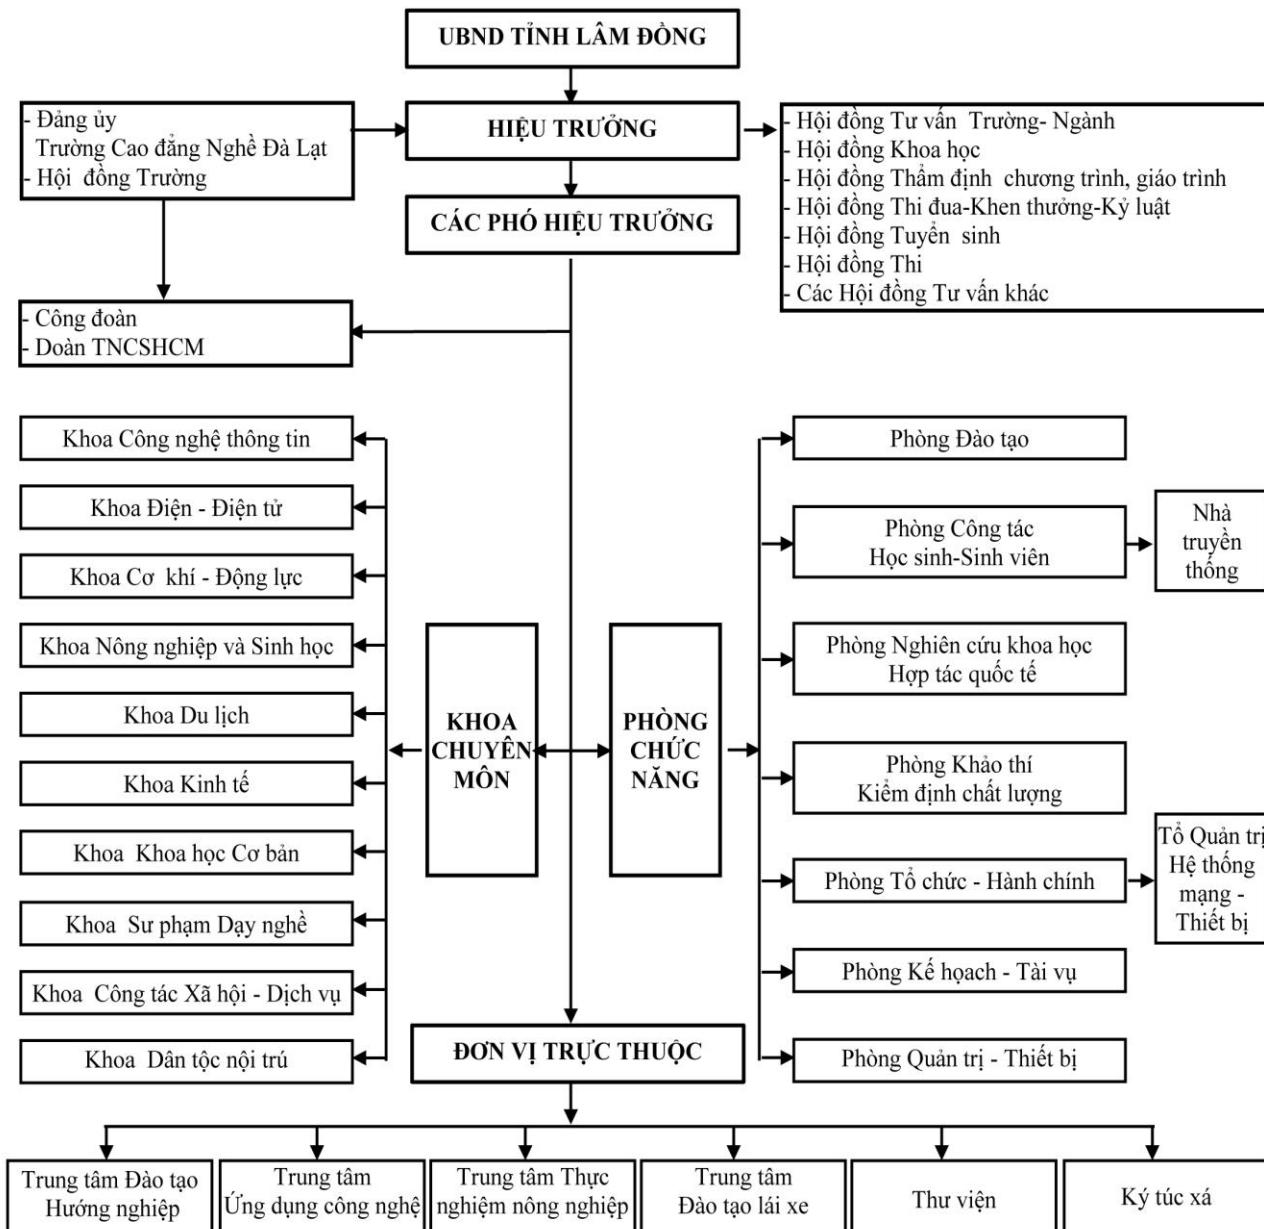 UBND TỈNH LÂM ĐỒNG
- Đảng ủy
Trường Cao đẳng Nghề Đà Lạt
- Hội đồng Trường
HIỆU TRƯỞNG
- Hội đồng Tư vấn Trường- Ngành
- Hội đồng Khoa học
- Hội đồng Thẩm định chương trình, giáo trình
- Hội đồng Thi đua-Khen thưởng-Kỷ luật
- Hội đồng Tuyển sinh
- Hội đồng Thi
- Các Hội đồng Tư vấn khác
CÁC PHÓ HIỆU TRƯỞNG
- Công đoàn
- Doàn TNCSHCM
Khoa Công nghệ thông tin
Khoa Điện - Điện tử
Khoa Cơ khí - Động lực
Khoa Nông nghiệp và Sinh học
Khoa Du lịch
Khoa Kinh tế
Khoa Khoa học Cơ bản
Khoa Sư phạm Dạy nghề
Khoa Công tác Xã hội - Dịch vụ
Khoa Dân tộc nội trú
KHOA
CHUYÊN
MÔN
PHÒNG
CHỨC
NĂNG
Phòng Đào tạo
Phòng Công tác
Học sinh-Sinh viên
Nhà
truyền
thống
Phòng Nghiên cứu khoa học
Hợp tác quốc tế
Phòng Khảo thí
Kiểm định chất lượng
Phòng Tổ chức - Hành chính
Tổ Quản trị
Hệ thống
mạng -
Thiết bị
Phòng Kế họach - Tài vụ
Phòng Quản trị - Thiết bị
ĐƠN VỊ TRỰC THUỘC
Trung tâm Đào tạo
Hướng nghiệp
Trung tâm
Ứng dụng công nghệ
Trung tâm Thực
nghiệm nông nghiệp
Trung tâm
Đào tạo lái xe
Thư viện
Ký túc xá